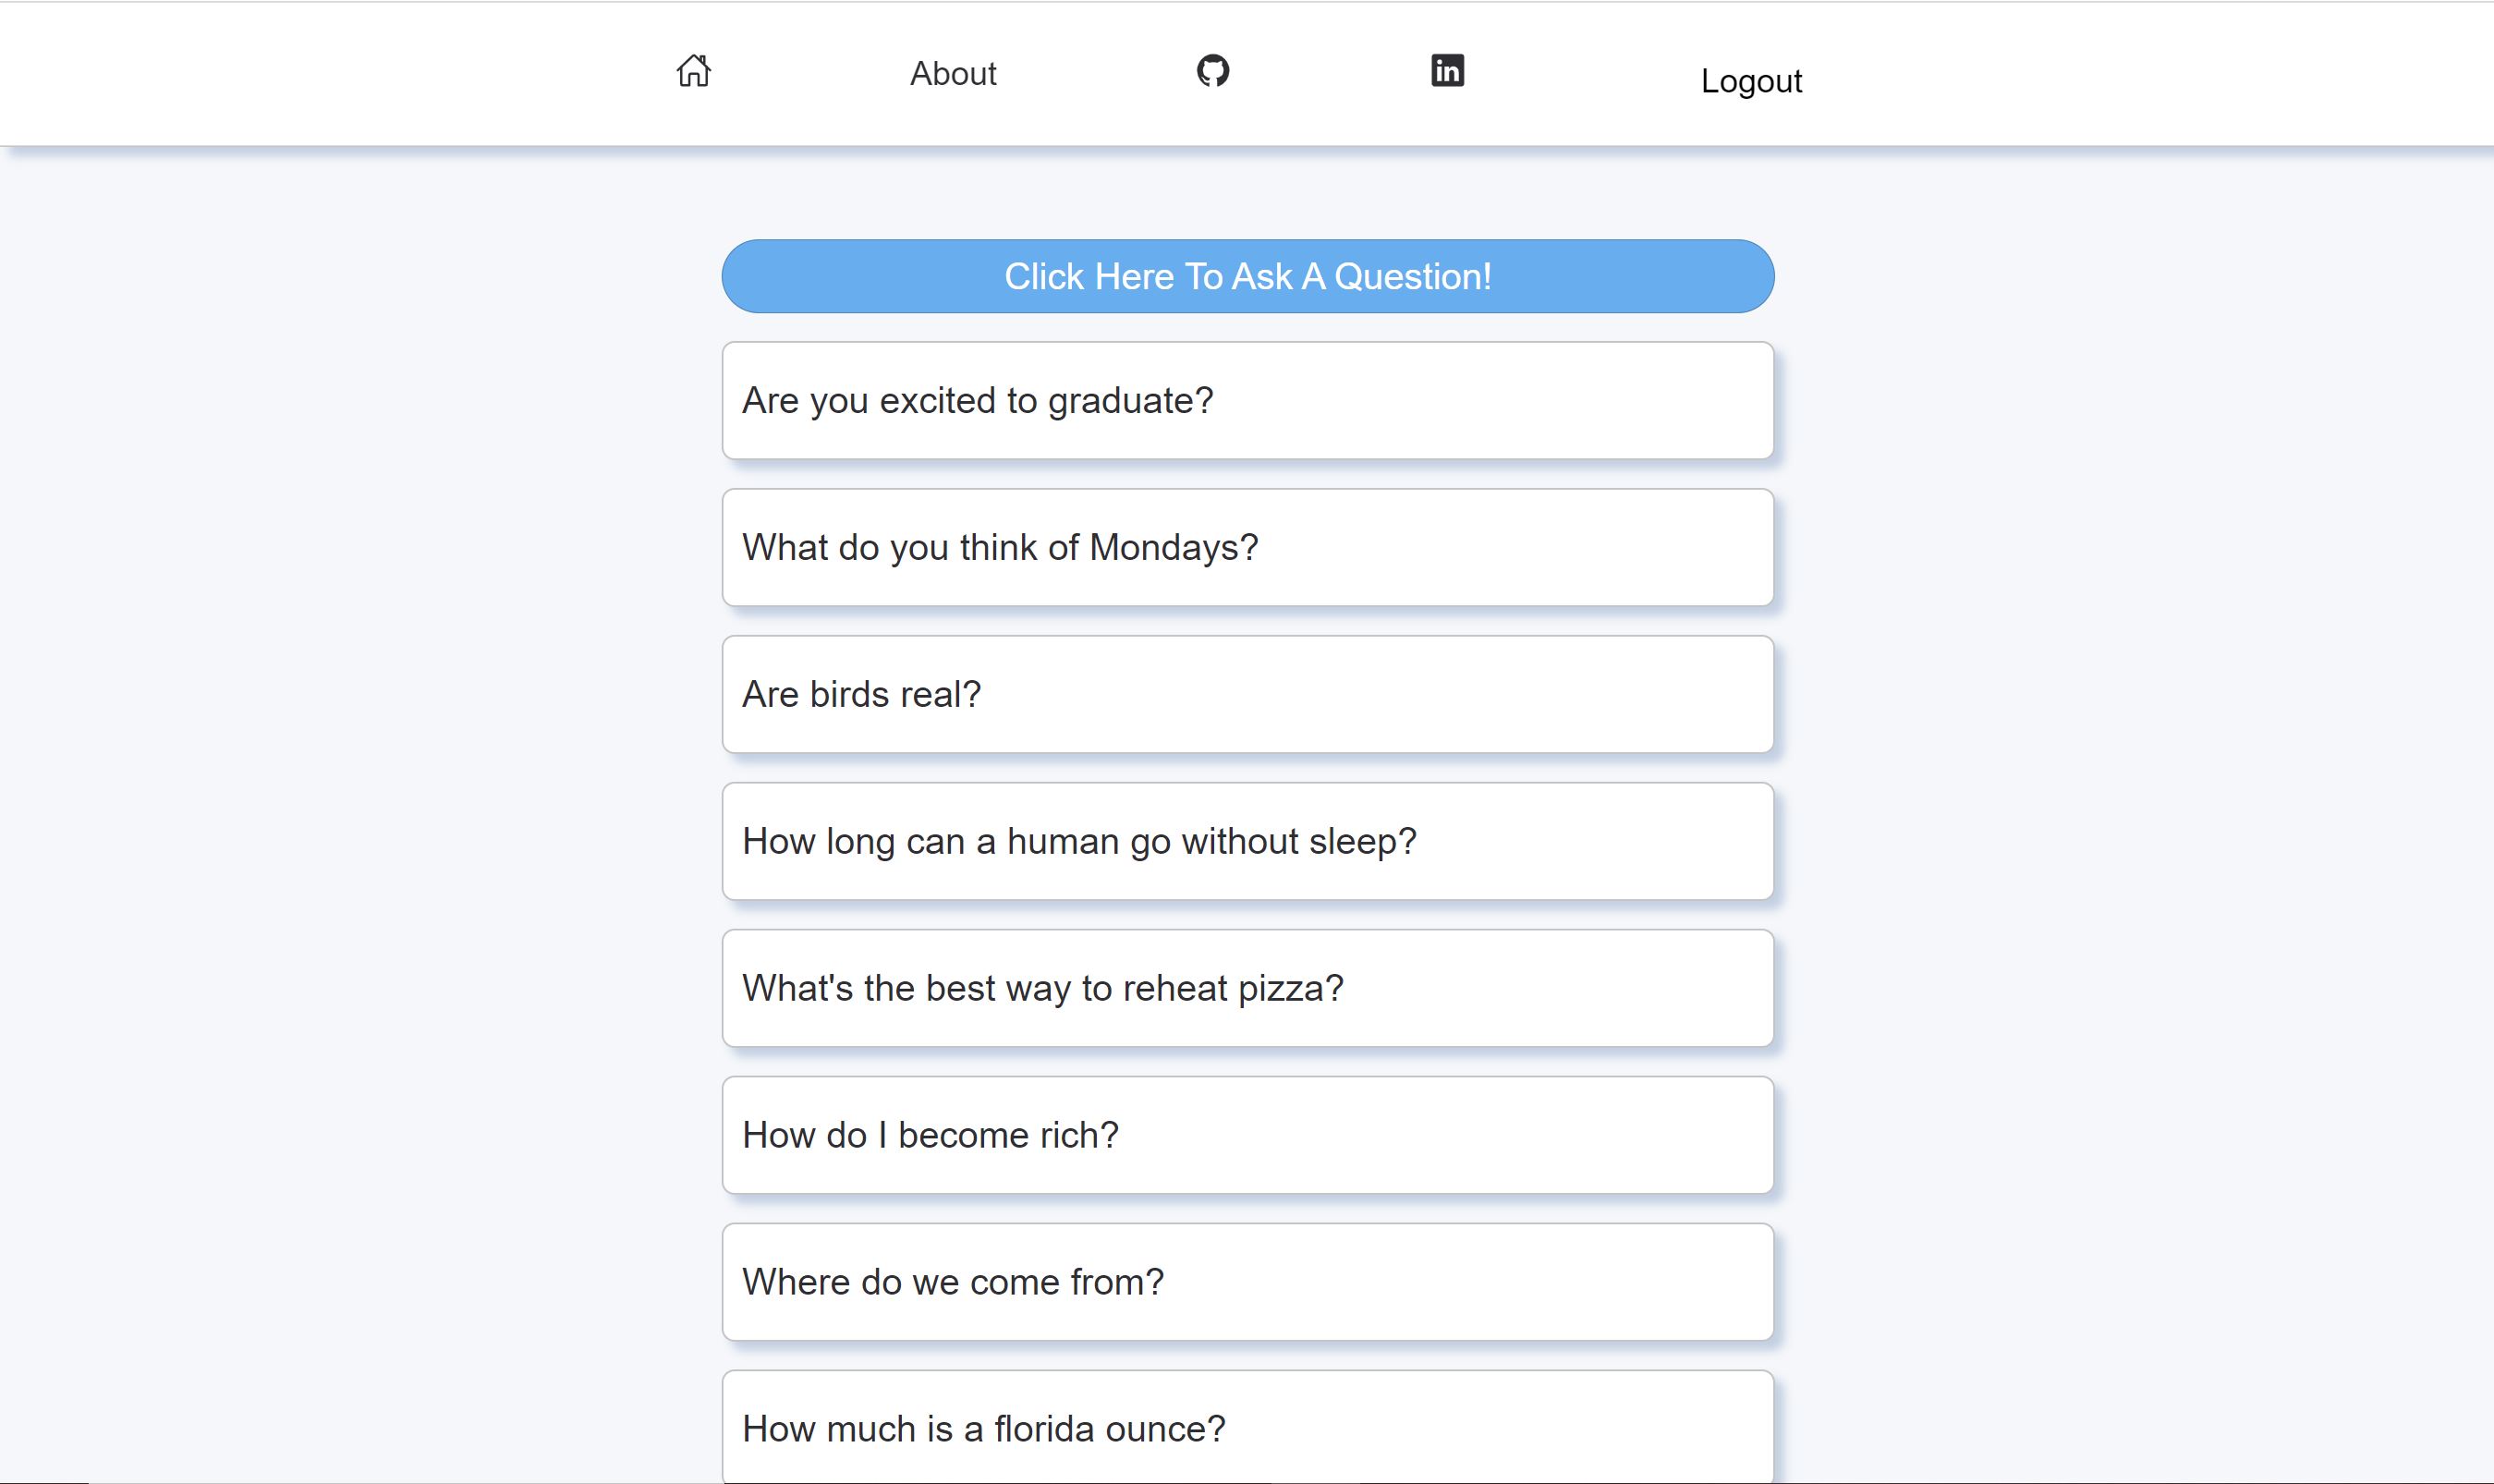 About
in
Logout
Click Here To Ask A Question!
Are you excited to graduate?
What do you think of Mondays?
Are birds real?
How long can a human go without sleep?
What's the best way to reheat pizza?
How do I become rich?
Where do we come from?
How much is a florida ounce?